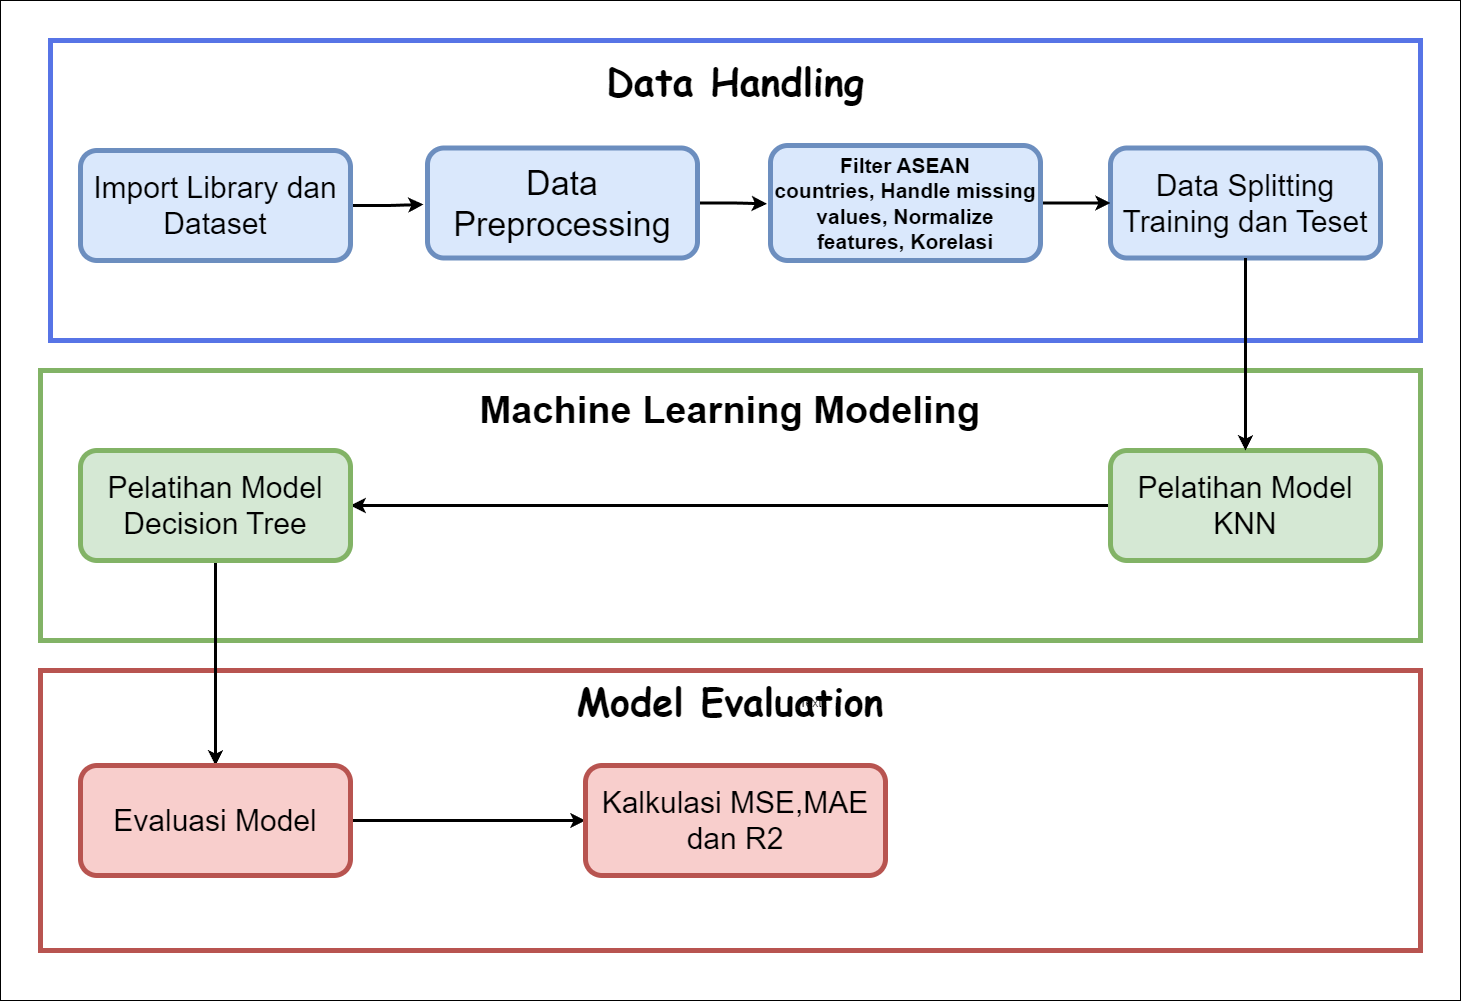 Data Handling
Import Library dan
Dataset
Data
Preprocessing
Filter ASEAN
countries, Handle missing
values, Normalize
features, Korelasi
Data Splitting
Training dan Teset
Machine Learning Modeling
Pelatihan Model
Decision Tree
Pelatihan Model
KNN
Model Evaluation
Evaluasi Model
Kalkulasi MSE,MAE
dan R2